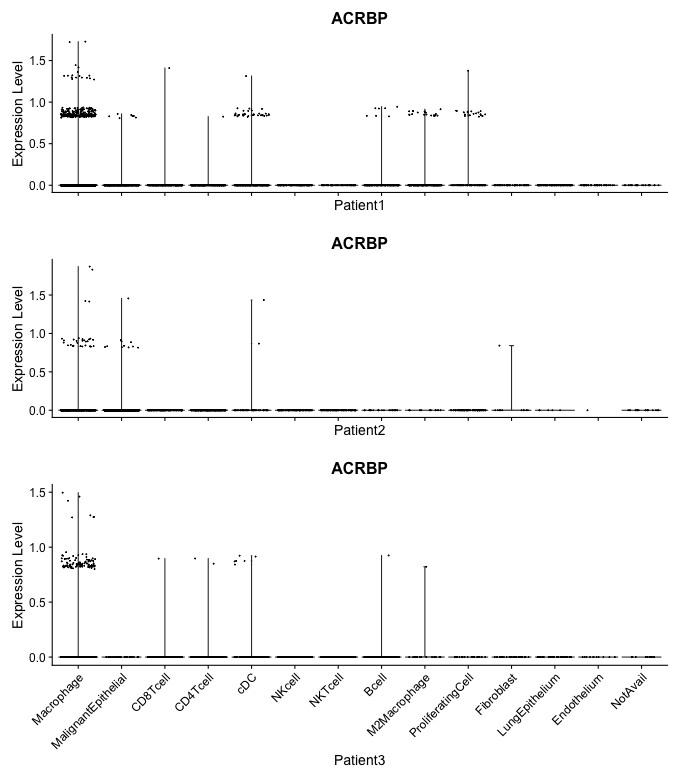 ACRBP
Expression Level
1.5
1.0
0.5
0.0
Patient1
ACRBP
Expression Level
1.5
1.0
0.5
0.0
Patient2
ACRBP
Expression Level
1.5
1.0
0.5
0.0
Macrophage
MalignantEpithelial
CD8Tcell
CD4Tcell
cDC
NKcell
NKTcell
Bcell
M2Macrophage
ProliferatingCell
Fibroblast
LungEpithelium
Endothelium
NotAvail
Patient3